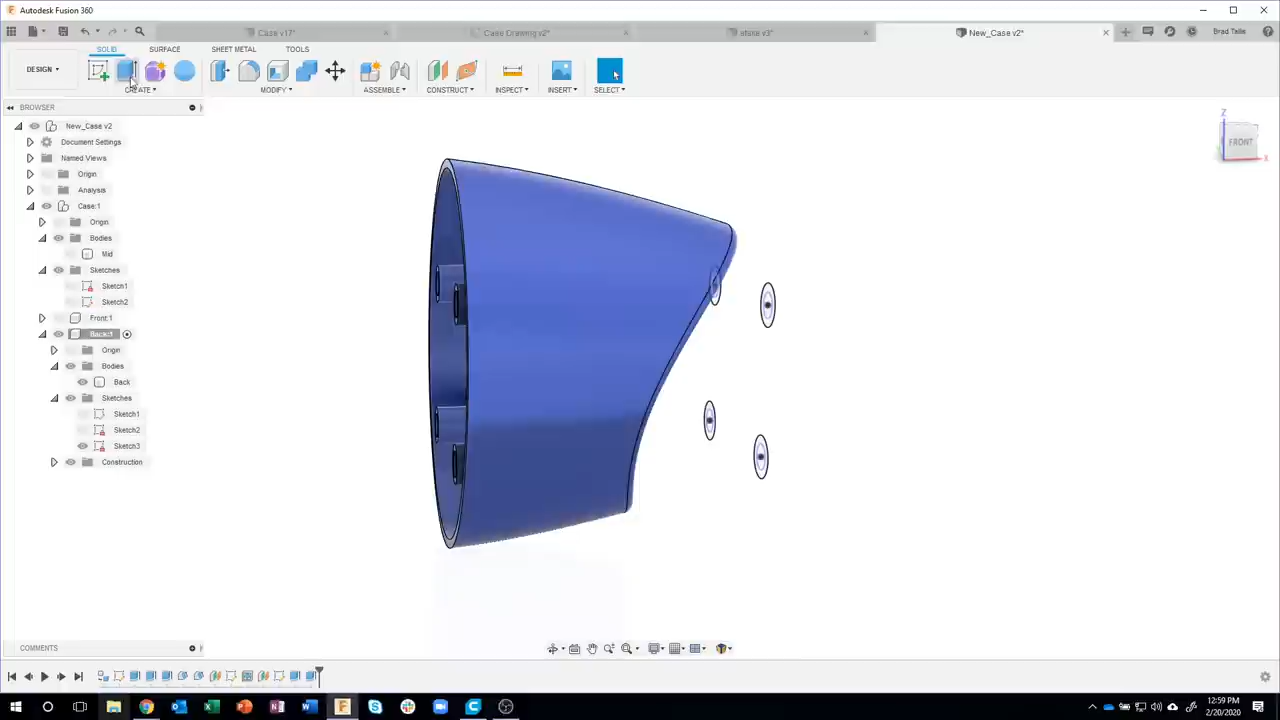 Autodesk Fusion 360
Case v17*
Case Drawing v2*
stake v3*
New_Case v2*
Brad Tallis
SOLID
SURFACE
SHEET METAL
TOOLS
DESIGN
CREATE
MODIFY
ASSEMBLE
CONSTRUCT
INSPECT
INSERT
SELECT
BROWSER
New_Case v2
Document Settings
Named Views
Origin
Analysis
Case:1
Origin
Bodies
Mid
Sketches
Sketch1
Sketch2
Front:1
Origin
Bodies
Back
Sketches
Sketch1
Sketch2
Sketch3
Construction
Z
FRONT
X
COMMENTS
12:59 PM
2/20/2020